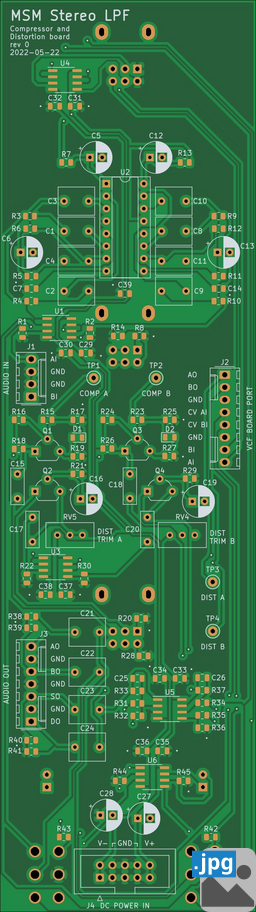 MSM Stereo LPF
Compressor and
Distortion board
rev 0
2022-05-22
U4
C32 C31
C5 C12
R7 R13
U2
C3 C10
R3 R9
R6 R12
C1 C8
C6 C13
C4 C11
R5 R11
C7 C14
R4 R10
C2 C9
C39
U1
R1 R2
R14 R8
C30 C29
J1
AUDIO IN
AI
GND
GND
BI
TP1
COMP A
TP2
COMP B
J2
AO
BO
GND
CV AI
CV BI
GND
BI
AI
VCF BOARD PORT
R16 R15 R17 R24 R23 R25
Q1 D1 Q3 D2
R18 R19 R26 R27
C15 R21 R29
Q2 C16 C18 Q4 C19
C17 RV5 C20 RV4
DIST
TRIM A
DIST
TRIM B
U3
R22 R30
C38 C37
TP3
DIST A
TP4
DIST B
R38
R39
J3
AUDIO OUT
AO
GND
BO
GND
SO
GND
DO
C21
R20
C22
R28
C23
C24
C25 C34 C33 C26
R33 R37
U5
R31 R34
R32 R35
R36
R40
R41
C36 C35
U6
R44 R45
C28 C27
R43 R42
V- GND V+
J4 DC POWER IN
.jpg